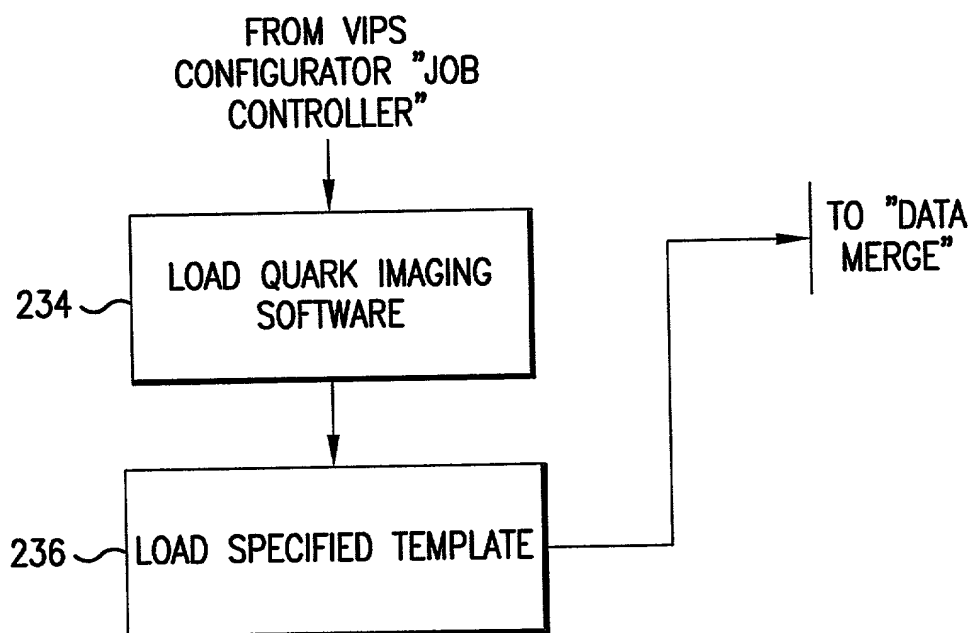 FROM VIPS
CONFIGURATOR "JOB
CONTROLLER"
234
LOAD QUARK IMAGING
SOFTWARE
TO "DATA
MERGE"
236
LOAD SPECIFIED TEMPLATE